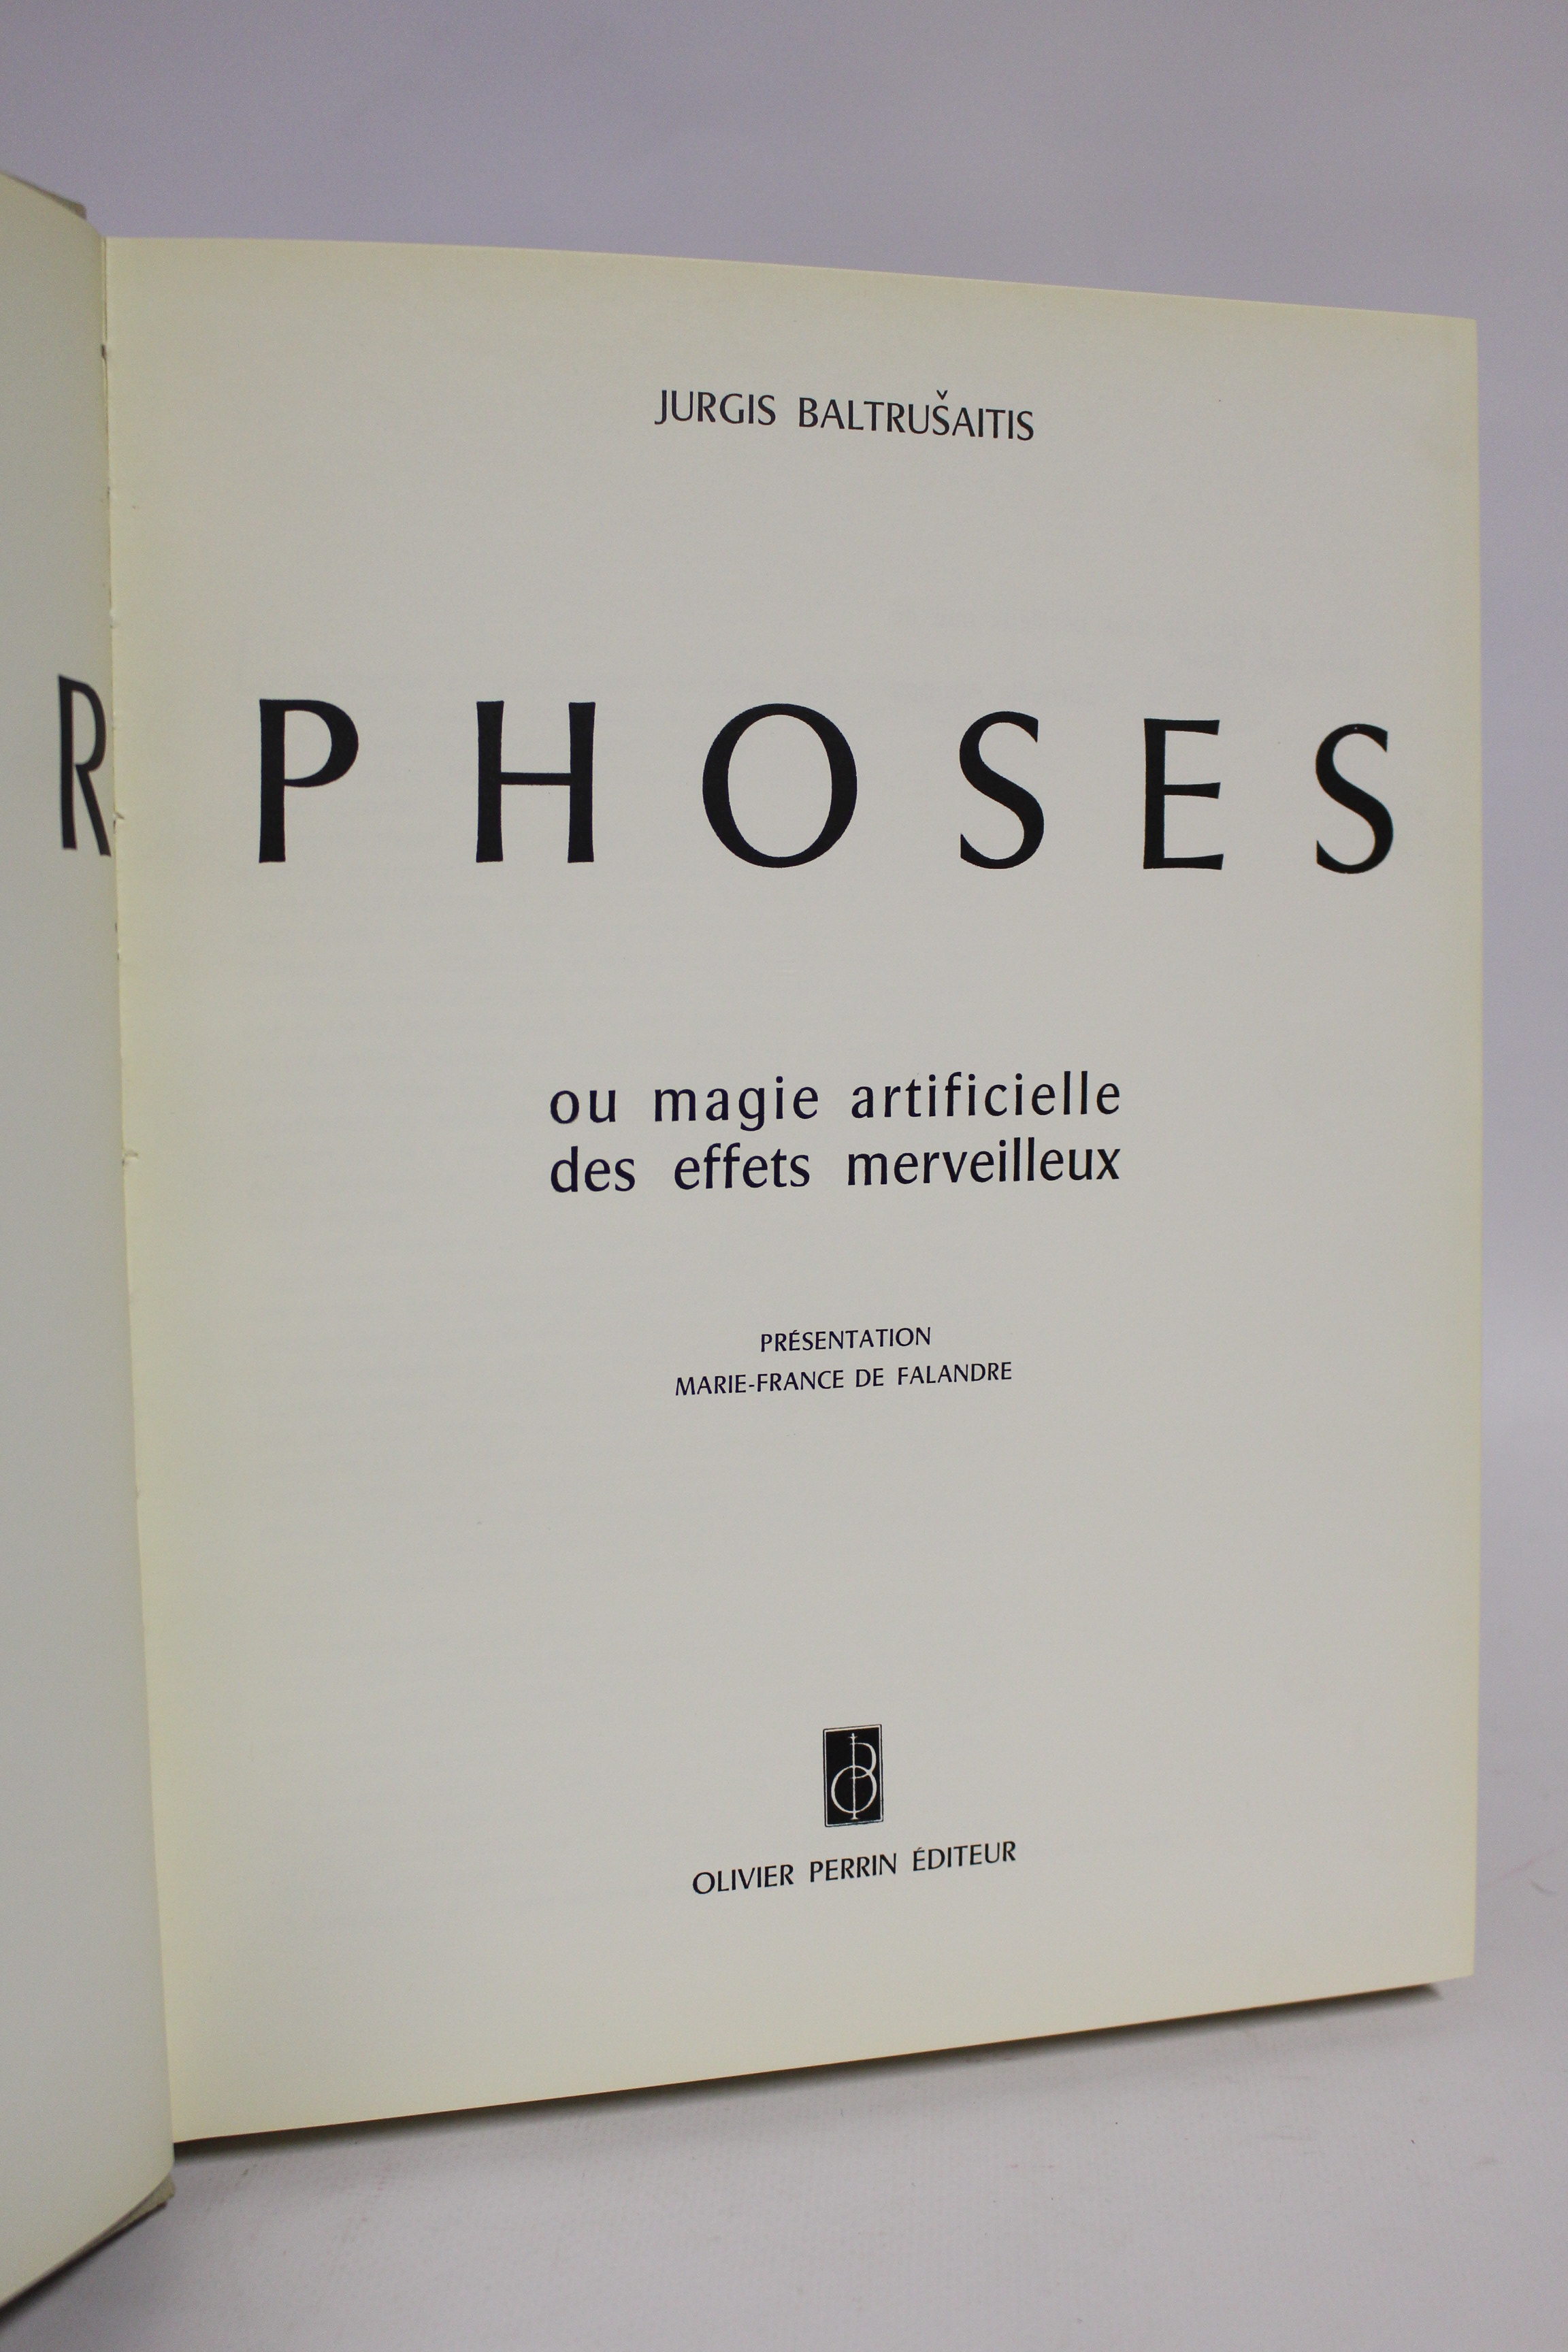 JURGIS BALTRUŠAITIS
R PHOSES
ou magie artificielle
des effets merveilleux
PRÉSENTATION
MARIE-FRANCE DE FALANDRE
OLIVIER PERRIN ÉDITEUR